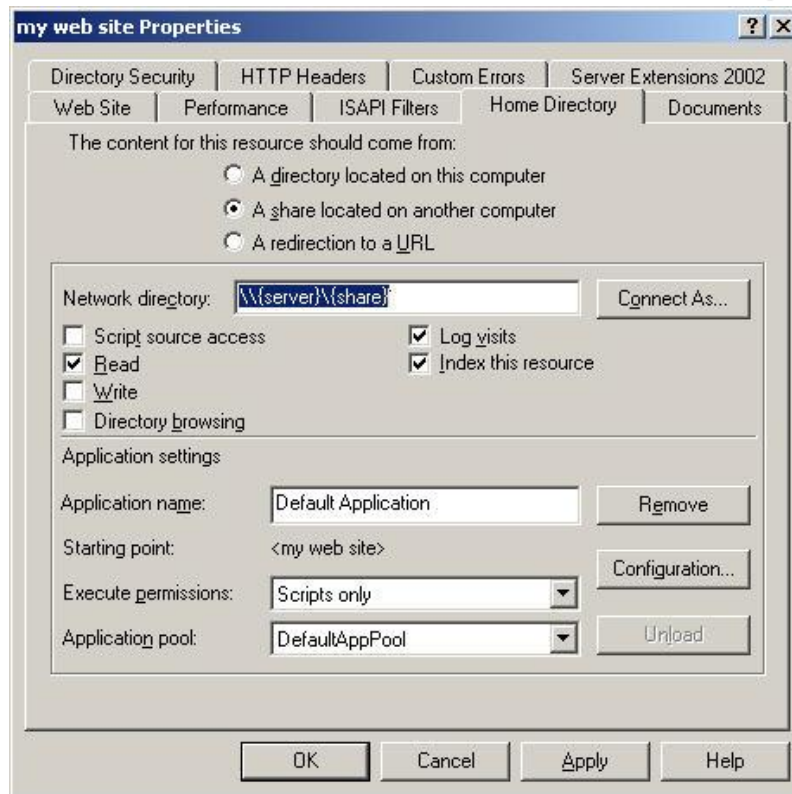 my web site Properties
Directory Security HTTP Headers Custom Errors Server Extensions 2002
Web Site Performance ISAPI Filters Home Directory Documents
The content for this resource should come from:
A directory located on this computer
A share located on another computer
A redirection to a URL
Network directory: \\{server}\{share} Connect As...
Script source access Log visits
Read Index this resource
Write
Directory browsing
Application settings
Application name: Default Application Remove
Starting point: <my web site>
Configuration...
Execute permissions: Scripts only
Application pool: DefaultAppPool Unload
OK Cancel Apply Help